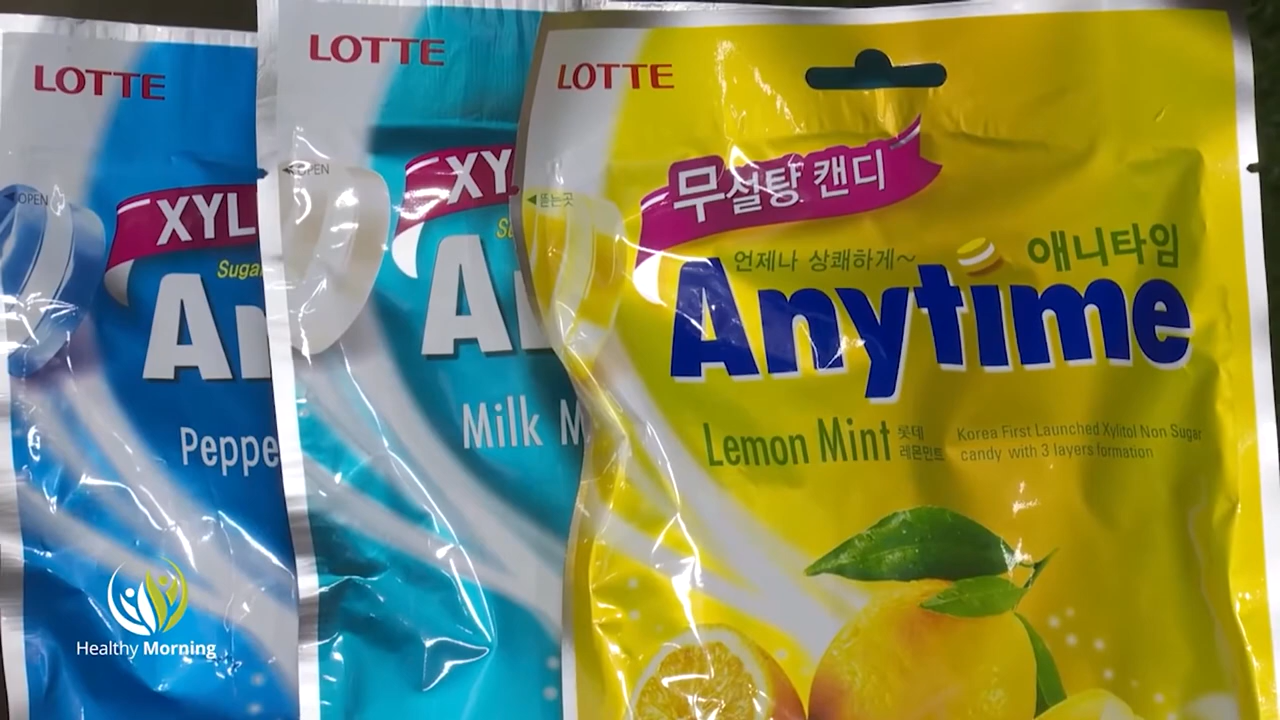 LOTTE
OPEN
XYL
Sugar
An
Peppe
LOTTE
OPEN
XY
An
Milk M
LOTTE
뜯는곳
무설탕 캔디
언제나 상쾌하게~
애니타임
Anytime
Lemon Mint
롯데
레몬민트
Korea First Launched Xylitol Non Sugar
candy with 3 layers formation
Healthy Morning